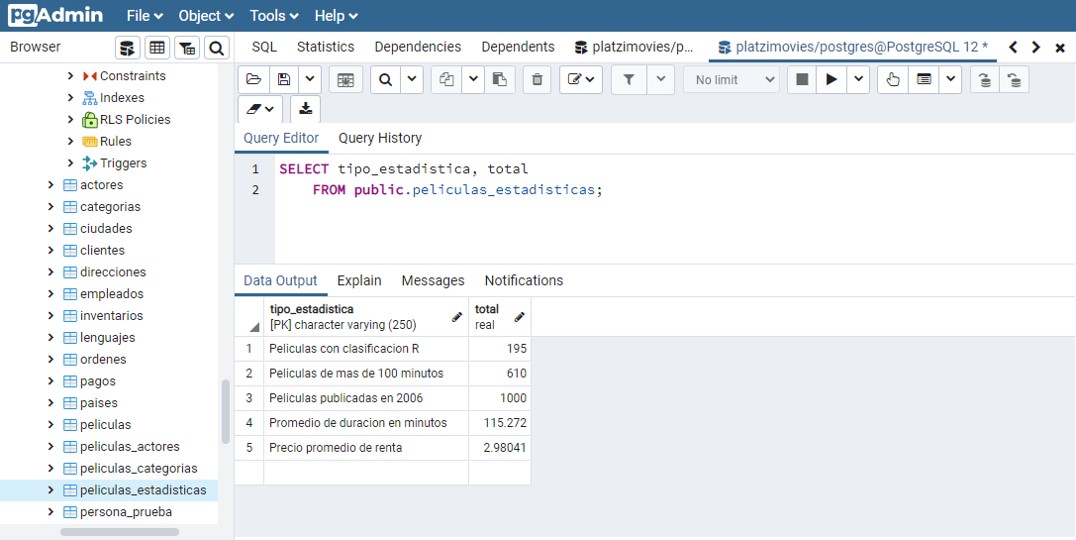 pgAdmin File Object Tools Help
Browser
SQL Statistics Dependencies Dependents platzimovies/p... platzimovies/postgres@PostgreSQL 12 *
Constraints
Indexes
RLS Policies
Rules
Triggers
actores
categorias
ciudades
clientes
direcciones
empleados
inventarios
lenguajes
ordenes
pagos
paises
peliculas
peliculas_actores
peliculas_categorias
peliculas_estadisticas
persona_prueba
No limit
Query Editor Query History
1 SELECT tipo_estadistica, total
2 FROM public.peliculas_estadisticas;
Data Output Explain Messages Notifications
tipo_estadistica total
[PK] character varying (250) real
1 Peliculas con clasificacion R 195
2 Peliculas de mas de 100 minutos 610
3 Peliculas publicadas en 2006 1000
4 Promedio de duracion en minutos 115.272
5 Precio promedio de renta 2.98041